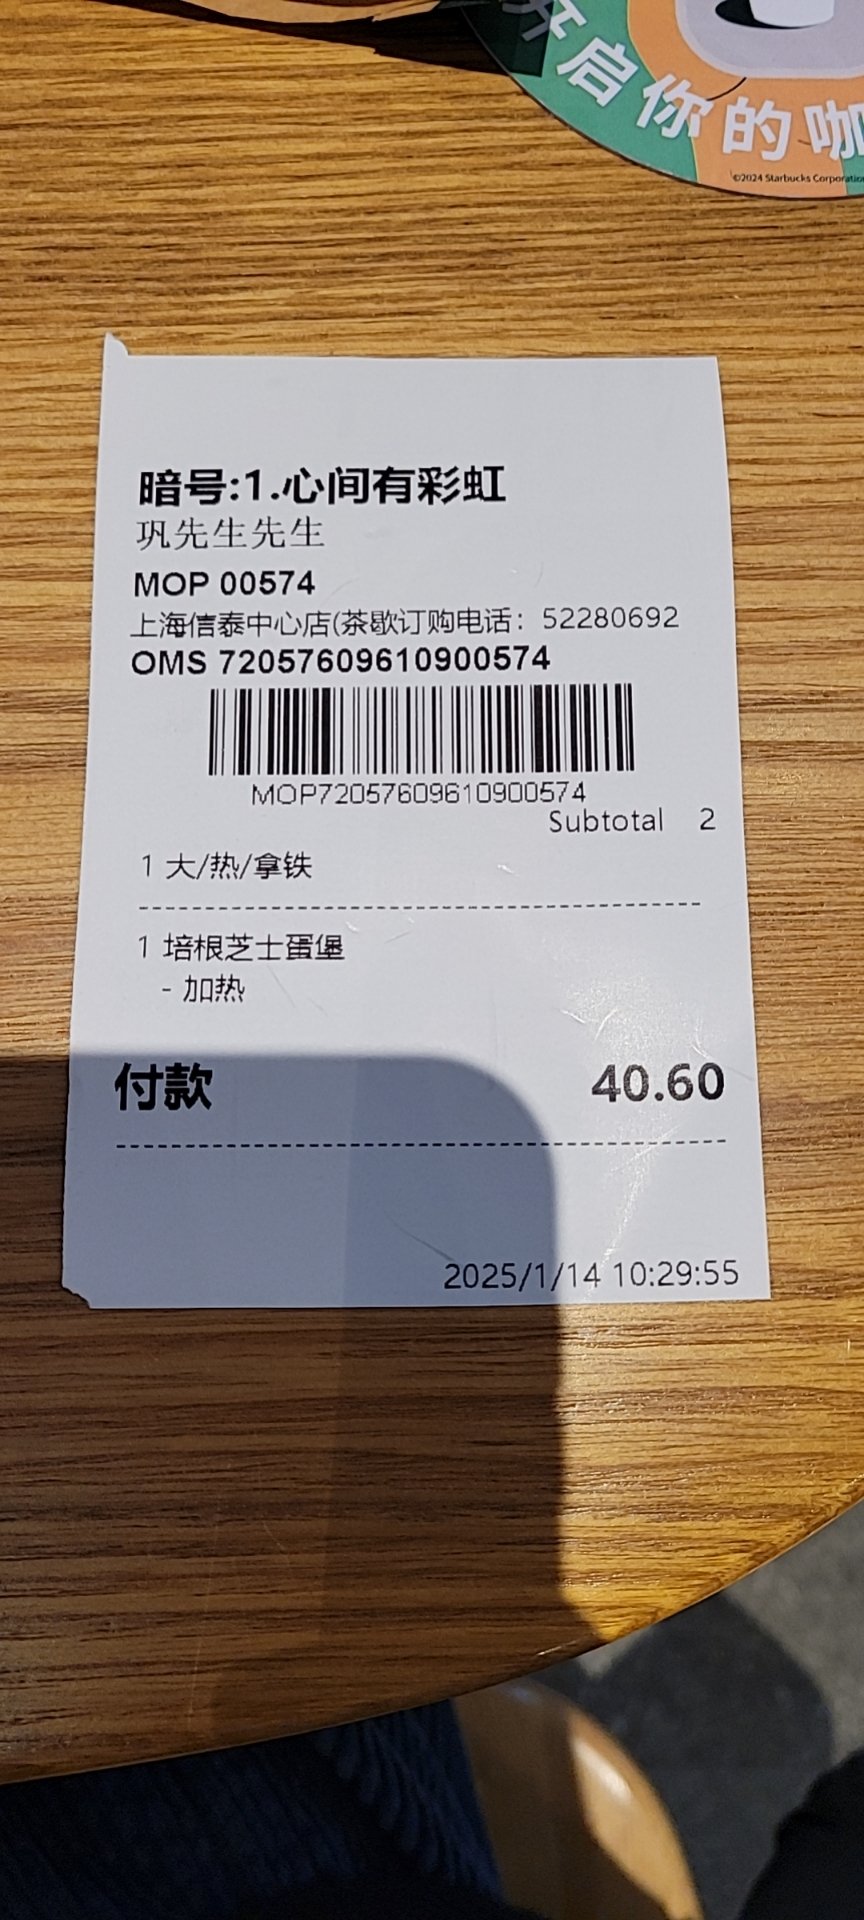 开启你的咖
©2024 Starbucks Corporation
暗号:1.心间有彩虹
巩先生先生
MOP 00574
上海信泰中心店(茶歇订购电话：52280692
OMS 72057609610900574
MOP72057609610900574
Subtotal 2
1 大/热/拿铁
1 培根芝士蛋堡
- 加热
付款 40.60
2025/1/14 10:29:55